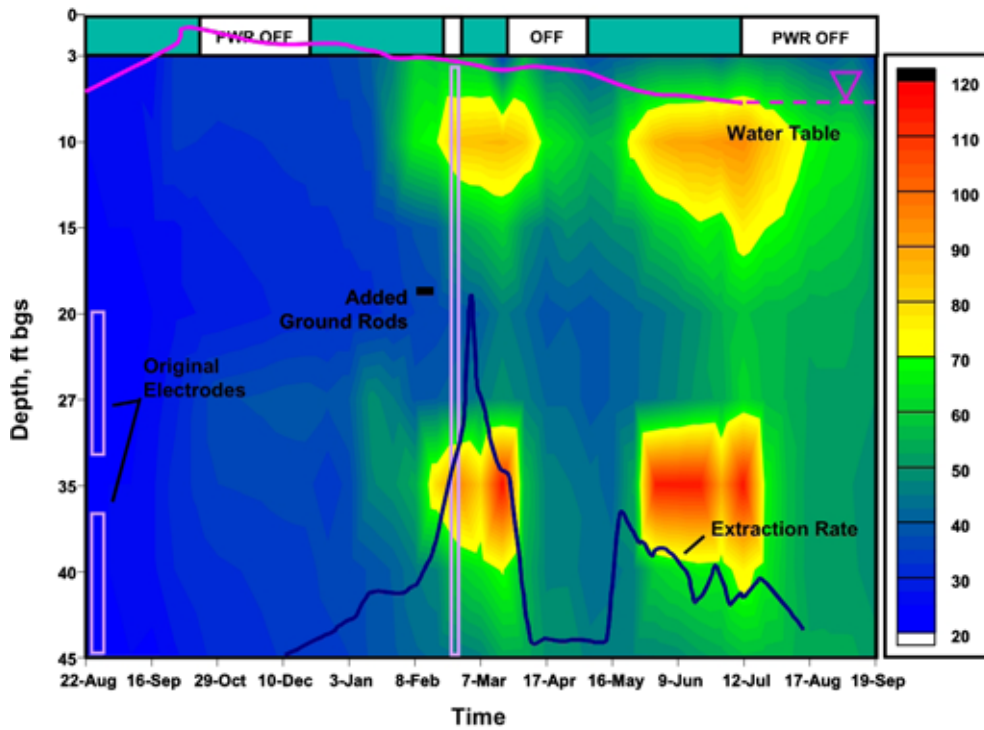 0
3
10
15
20
27
35
40
45
Depth, ft bgs
PWR OFF
OFF
PWR OFF
Water Table
Added
Ground Rods
Original
Electrodes
Extraction Rate
22-Aug 16-Sep 29-Oct 10-Dec 3-Jan 8-Feb 7-Mar 17-Apr 16-May 9-Jun 12-Jul 17-Aug 19-Sep
Time
120
110
100
90
80
70
60
50
40
30
20